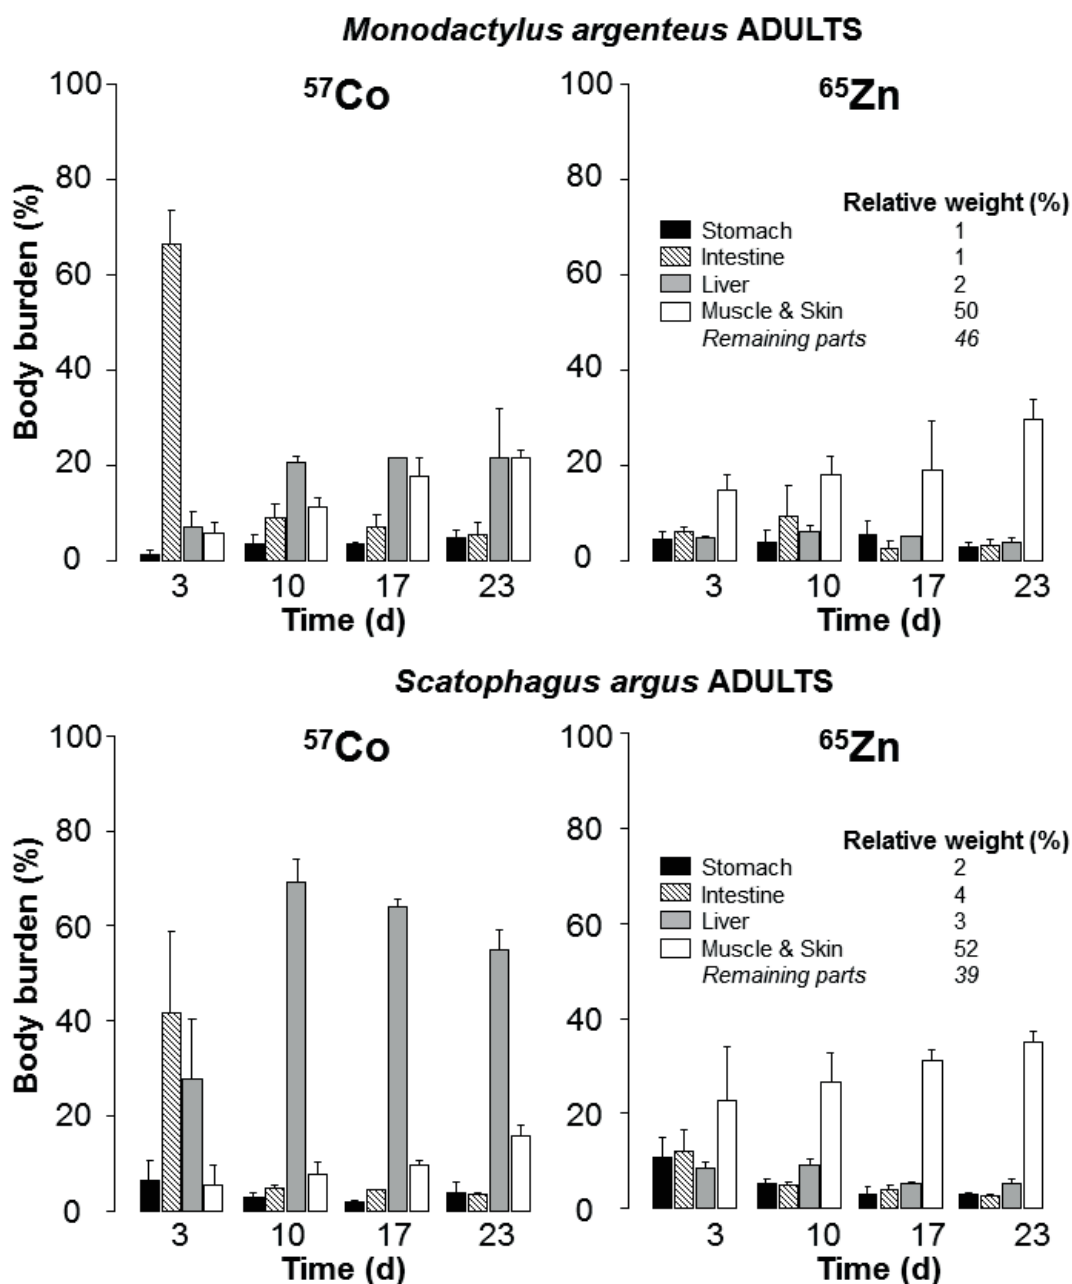 Monodactylus argenteus ADULTS
57Co
65Zn
Body burden (%)
100
80
60
40
20
0
3 10 17 23
Time (d)
100
80
60
40
20
0
Relative weight (%)
Stomach 1
Intestine 1
Liver 2
Muscle & Skin 50
Remaining parts 46
3 10 17 23
Time (d)
Scatophagus argus ADULTS
57Co
65Zn
Body burden (%)
100
80
60
40
20
0
3 10 17 23
Time (d)
100
80
60
40
20
0
Relative weight (%)
Stomach 2
Intestine 4
Liver 3
Muscle & Skin 52
Remaining parts 39
3 10 17 23
Time (d)